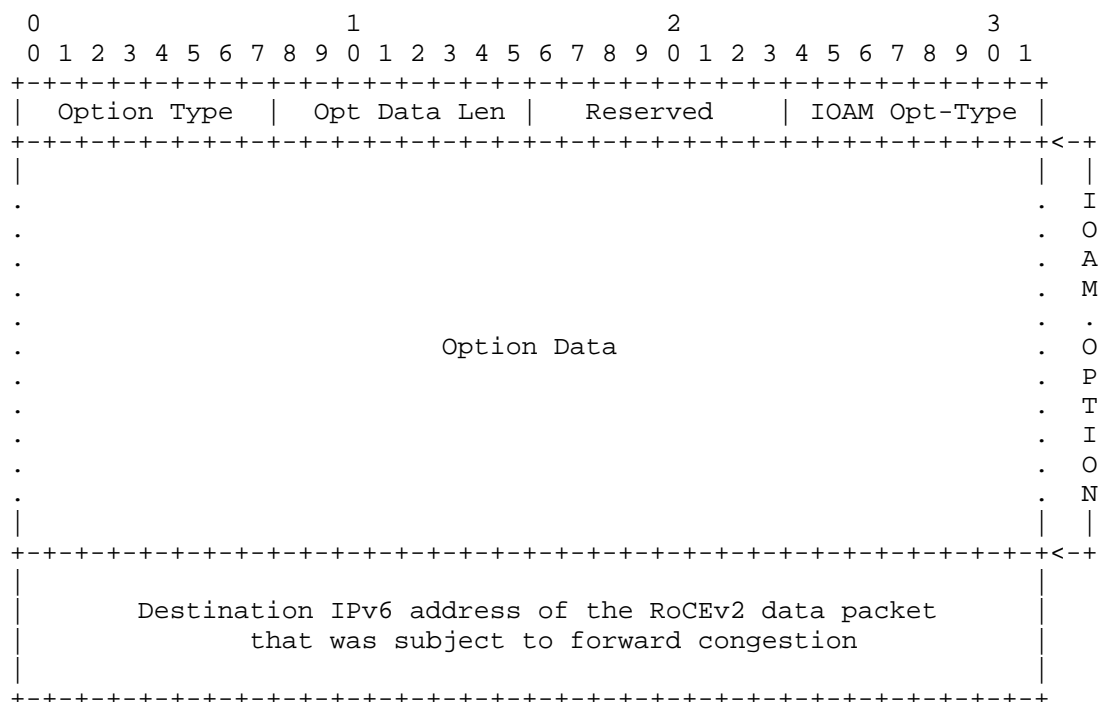 0                   1                   2                   3
 0 1 2 3 4 5 6 7 8 9 0 1 2 3 4 5 6 7 8 9 0 1 2 3 4 5 6 7 8 9 0 1
+-+-+-+-+-+-+-+-+-+-+-+-+-+-+-+-+-+-+-+-+-+-+-+-+-+-+-+-+-+-+-+-+
|  Option Type  |  Opt Data Len |   Reserved    | IOAM Opt-Type |
+-+-+-+-+-+-+-+-+-+-+-+-+-+-+-+-+-+-+-+-+-+-+-+-+-+-+-+-+-+-+-+-+<-+
|                                                               |  |
.                                                               .  I
.                                                               .  O
.                                                               .  A
.                                                               .  M
.                                                               .  .
.                          Option Data                          .  O
.                                                               .  P
.                                                               .  T
.                                                               .  I
.                                                               .  O
.                                                               .  N
|                                                               |  |
+-+-+-+-+-+-+-+-+-+-+-+-+-+-+-+-+-+-+-+-+-+-+-+-+-+-+-+-+-+-+-+-+<-+
|                                                               |
|       Destination IPv6 address of the RoCEv2 data packet      |
|              that was subject to forward congestion           |
|                                                               |
+-+-+-+-+-+-+-+-+-+-+-+-+-+-+-+-+-+-+-+-+-+-+-+-+-+-+-+-+-+-+-+-+